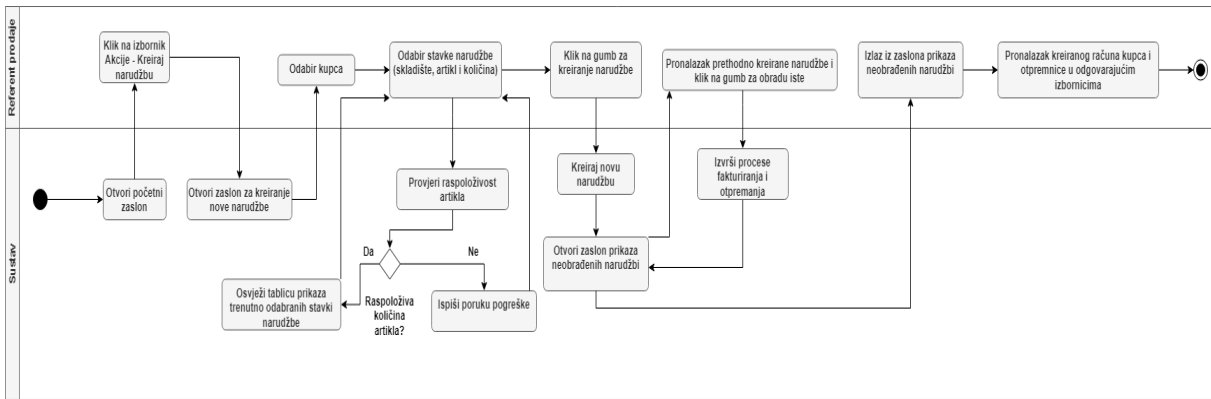 Referent prodaje
Klik na izbornik
Akcije - Kreiraj
narudžbu
Odabir kupca
Odabir stavke narudžbe
(skladište, artikl i količina)
Klik na gumb za
kreiranje narudžbe
Pronalazak prethodno kreirane narudžbe i
klik na gumb za obradu iste
Izlaz iz zaslona prikaza
neobrađenih narudžbi
Pronalazak kreiranog računa kupca i
otpremnice u odgovarajućim
izbornicima
Sustav
Otvori početni
zaslon
Otvori zaslon za kreiranje
nove narudžbe
Provjeri raspoloživost
artikla
Kreiraj novu
narudžbu
Izvrši procese
fakturiranja i
otpremanja
Otvori zaslon prikaza
neobrađenih narudžbi
Da
Ne
Raspoloživa
količina
artikla?
Osvježi tablicu prikaza
trenutno odabranih stavki
narudžbe
Ispiši poruku pogreške